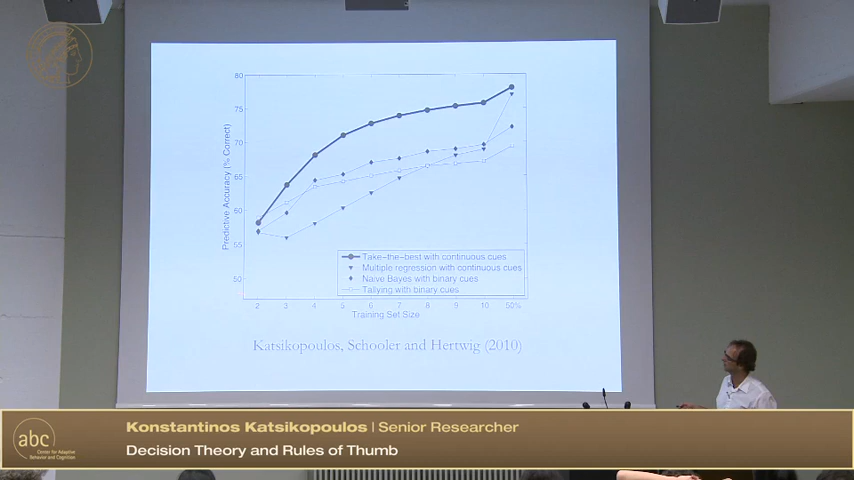 80
75
70
65
60
55
50
Predictive Accuracy (% Correct)
Take-the-best with continuous cues
Multiple regression with continuous cues
Naive Bayes with binary cues
Tallying with binary cues
2 3 4 5 6 7 8 9 10 50%
Training Set Size
Katsikopoulos, Schooler and Hertwig (2010)
abc
Center for Adaptive
Behavior and Cognition
Konstantinos Katsikopoulos | Senior Researcher
Decision Theory and Rules of Thumb